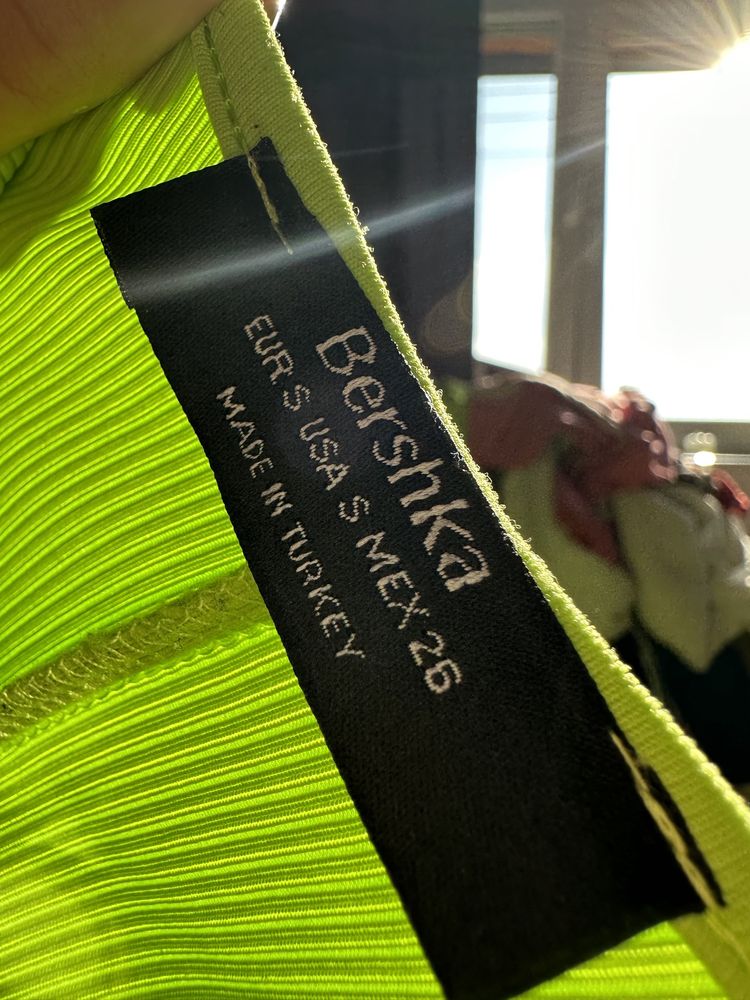 Bershka
EUR S USA S MEX 26
MADE IN TURKEY